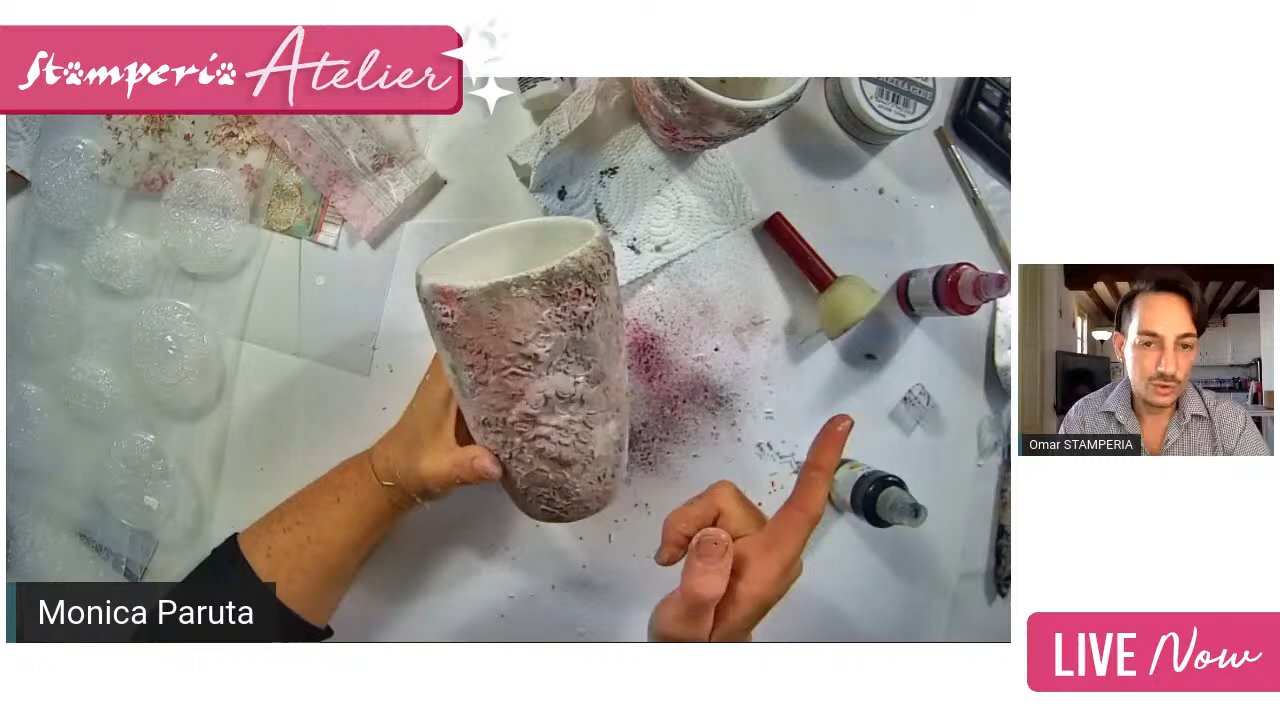 Stamperia Atelier
Monica Paruta
Omar STAMPERIA
LIVE Now